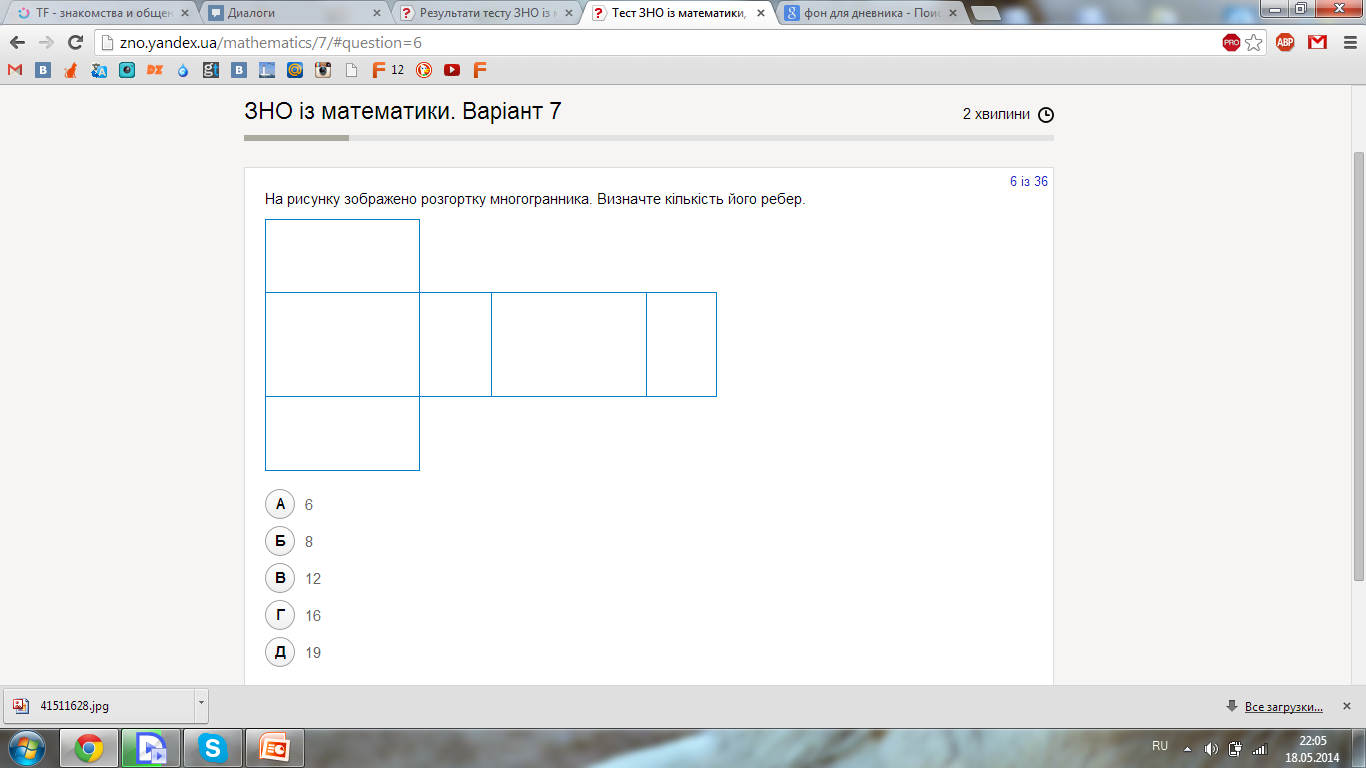 TF - знакомства и общен
Диалоги
Результати тесту ЗНО із м
Тест ЗНО із математики,
фон для дневника - Пои
zno.yandex.ua/mathematics/7/#question=6
PRO
ABP
12
ЗНО із математики. Варіант 7
2 хвилини
6 із 36
На рисунку зображено розгортку многогранника. Визначте кількість його ребер.
А 6
Б 8
В 12
Г 16
Д 19
41511628.jpg
Все загрузки...
RU
22:05
18.05.2014